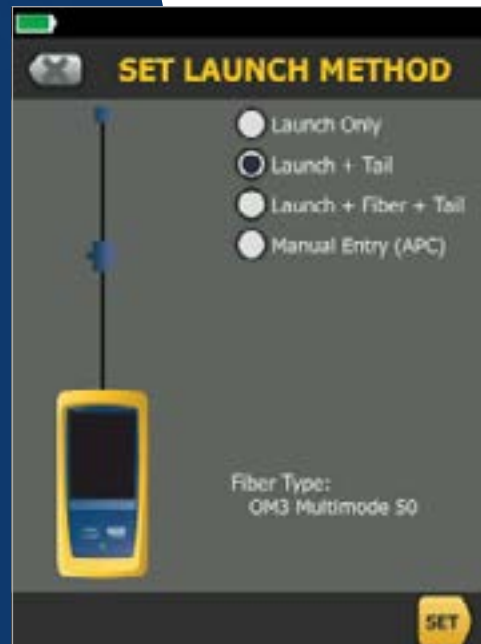 SET LAUNCH METHOD
Launch Only
Launch + Tail
Launch + Fiber + Tail
Manual Entry (APC)
Fiber Type:
OM3 Multimode 50
SET